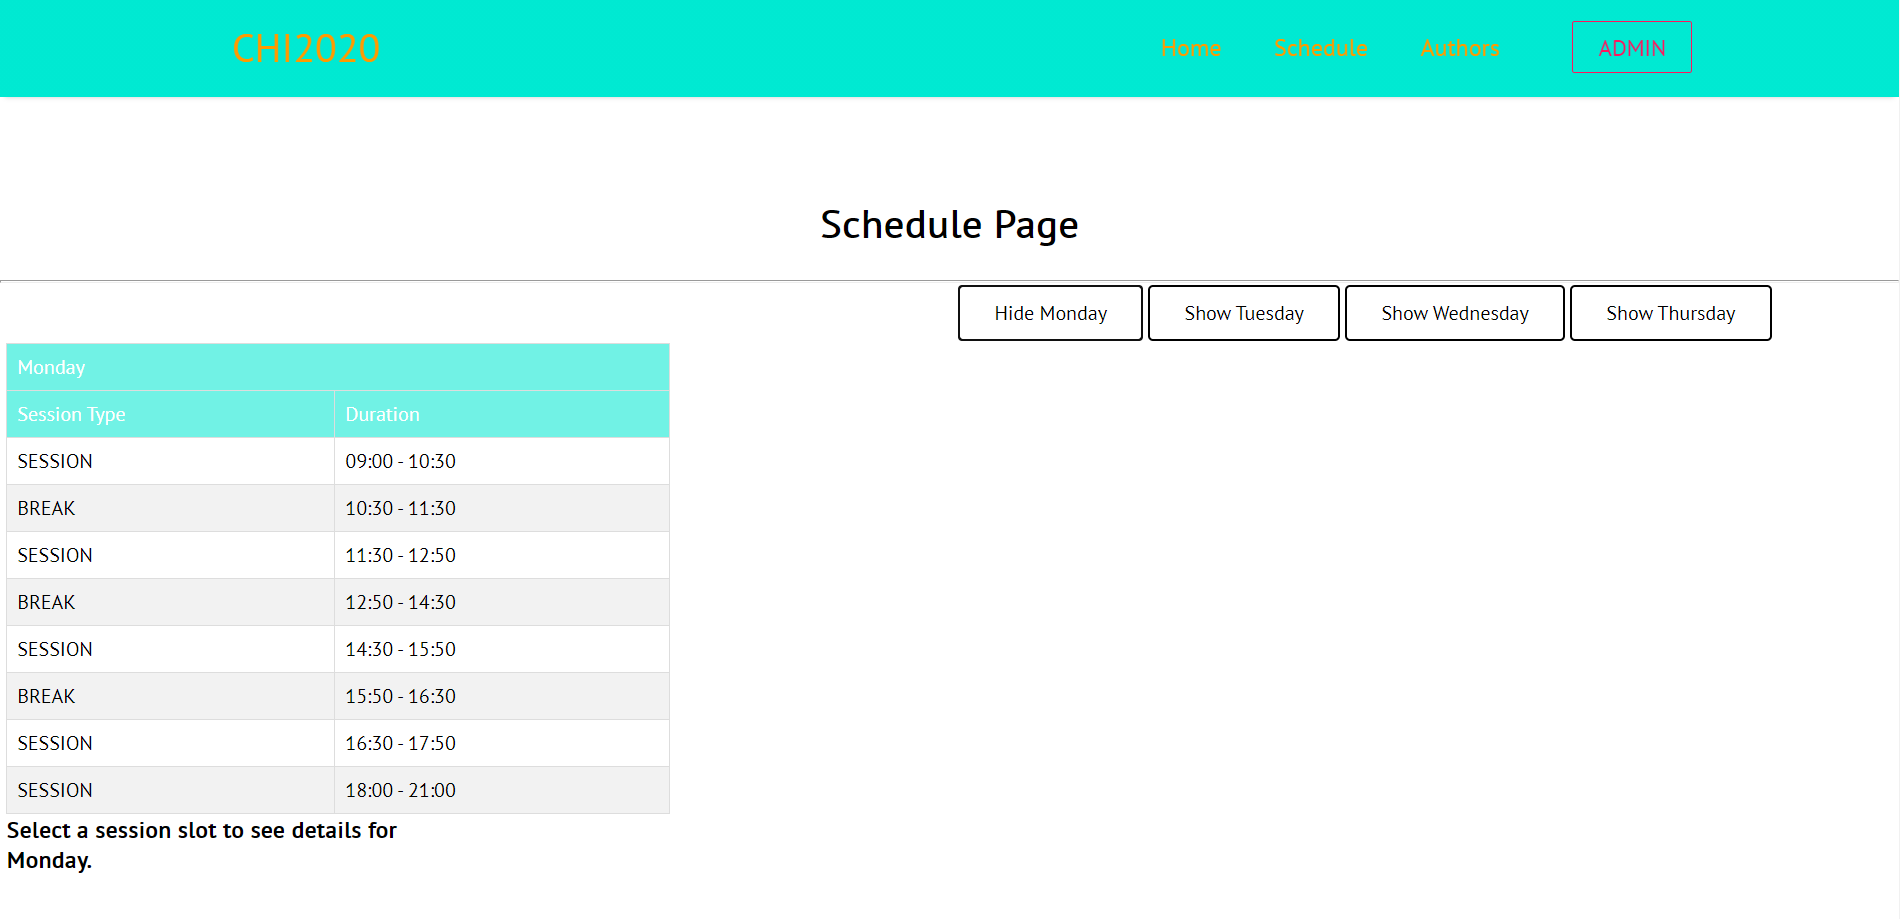 CHI2020 Home Schedule Authors ADMIN
Schedule Page
Hide Monday Show Tuesday Show Wednesday Show Thursday
Monday
Session Type Duration
SESSION 09:00 - 10:30
BREAK 10:30 - 11:30
SESSION 11:30 - 12:50
BREAK 12:50 - 14:30
SESSION 14:30 - 15:50
BREAK 15:50 - 16:30
SESSION 16:30 - 17:50
SESSION 18:00 - 21:00
Select a session slot to see details for
Monday.